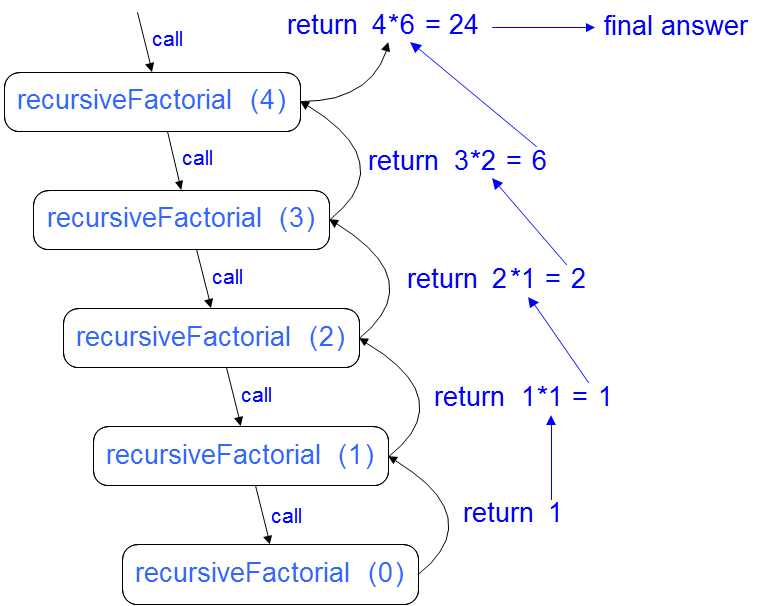 call
return 4*6 = 24
final answer
recursiveFactorial (4)
call
return 3*2 = 6
recursiveFactorial (3)
call
return 2*1 = 2
recursiveFactorial (2)
call
return 1*1 = 1
recursiveFactorial (1)
call
return 1
recursiveFactorial (0)